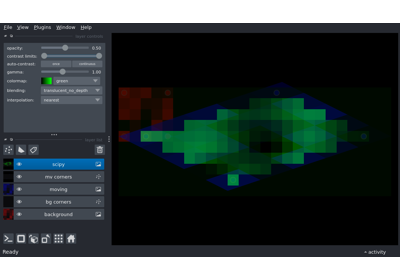 File View Plugins Window Help
opacity: 0.50
contrast limits:
auto-contrast: once continuous
gamma: 1.00
colormap: green
blending: translucent_no_depth
interpolation: nearest
scipy
mv corners
moving
bg corners
background
Ready
activity